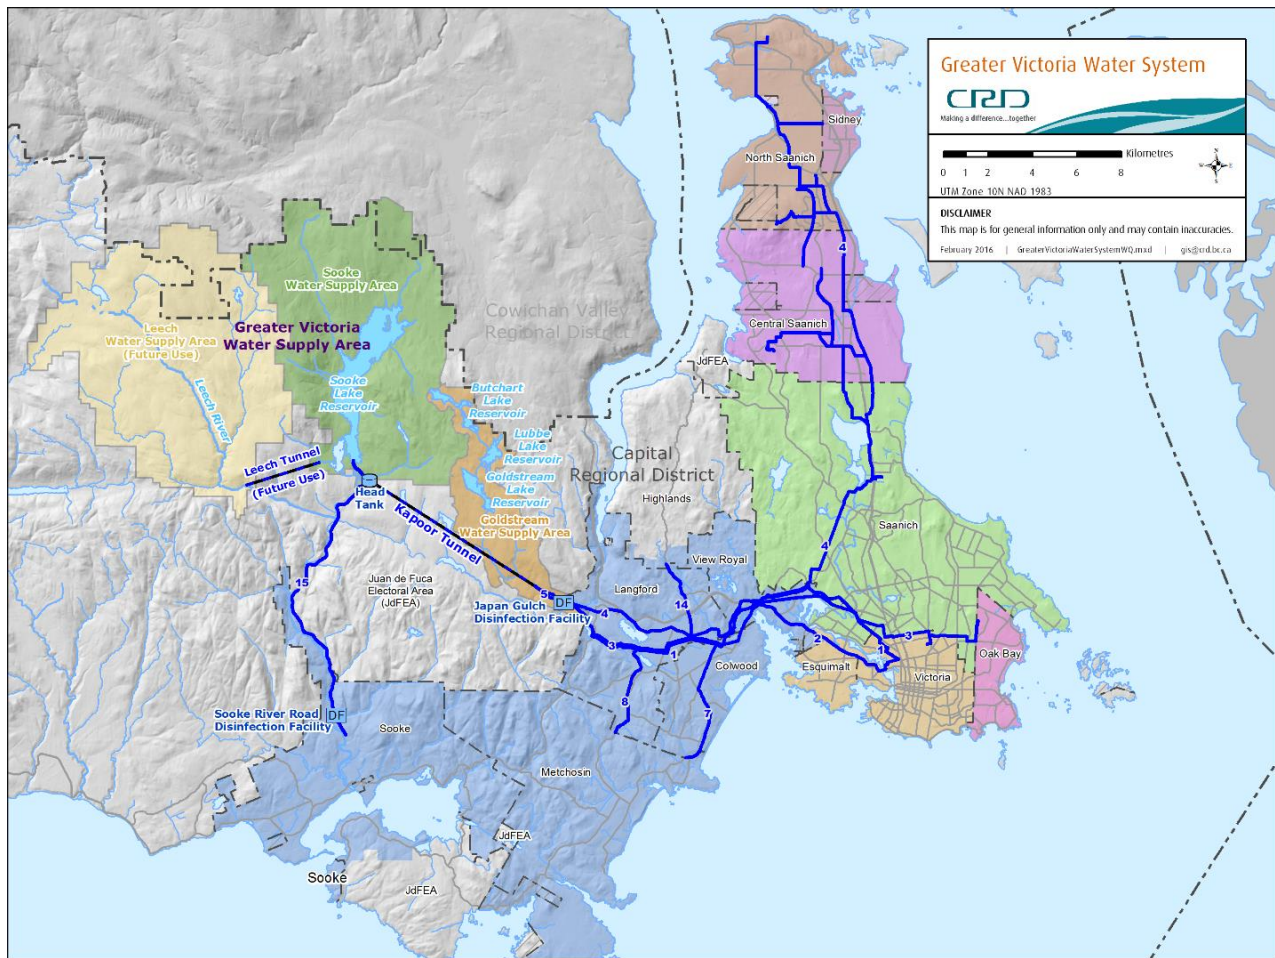 Greater Victoria Water System
CRD
Making a difference...together
Kilometres
0 1 2 4 6 8
UTM Zone 10N NAD 1983
DISCLAIMER
This map is for general information only and may contain inaccuracies.
February 2016 | GreaterVictoriaWaterSystemWQ.mxd | gis@crd.bc.ca
N
W E
S
Sidney
North Saanich
4
Central Saanich
JdFEA
Sooke
Water Supply Area
Cowichan Valley
Regional District
Leech
Water Supply Area
(Future Use)
Greater Victoria
Water Supply Area
Sooke
Lake
Reservoir
Leech River
Butchart
Lake
Reservoir
Lubbe
Lake
Reservoir
Goldstream
Lake
Reservoir
Goldstream
Water Supply Area
Leech Tunnel
(Future Use)
Head
Tank
Kapoor Tunnel
Capital
Regional District
Highlands
Saanich
4
View Royal
Langford
14
15
Juan de Fuca
Electoral Area
(JdFEA)
5
DF
Japan Gulch
Disinfection Facility
4
3
1
2
3
1
Colwood
Esquimalt
Victoria
Oak Bay
8
7
DF
Sooke River Road
Disinfection Facility
Sooke
Metchosin
JdFEA
Sooke
JdFEA